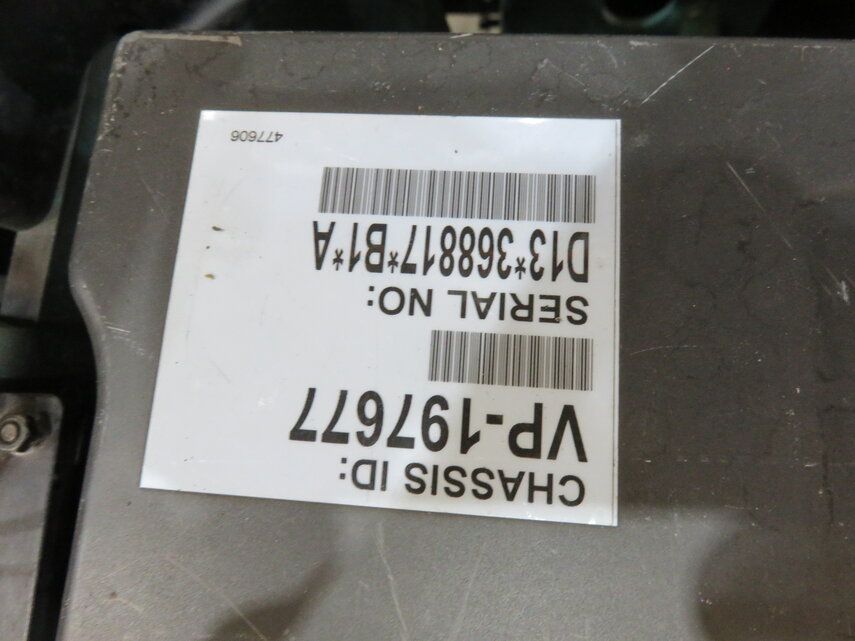 CHASSIS ID:
VP-197677
SERIAL NO:
D13*368817*B1*A
477606